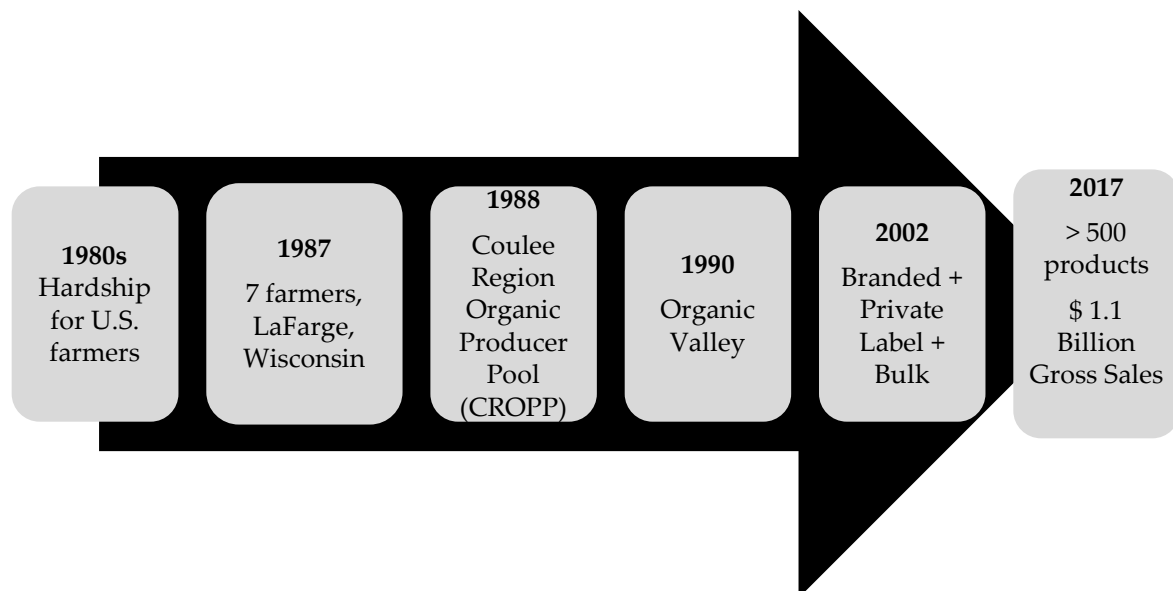 1980s
Hardship
for U.S.
farmers
1987
7 farmers,
LaFarge,
Wisconsin
1988
Coulee
Region
Organic
Producer
Pool
(CROPP)
1990
Organic
Valley
2002
Branded +
Private
Label +
Bulk
2017
> 500
products
$ 1.1
Billion
Gross Sales